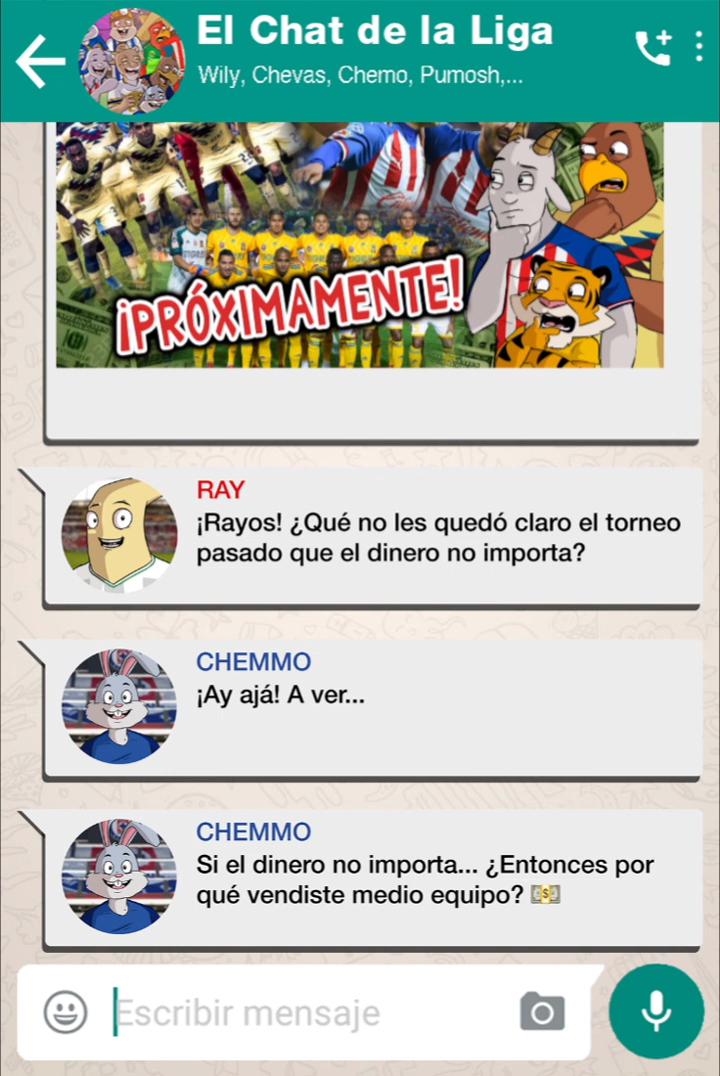 El Chat de la Liga
Wily, Chevas, Chemo, Pumosh,...
¡PRÓXIMAMENTE!
RAY
¡Rayos! ¿Qué no les quedó claro el torneo
pasado que el dinero no importa?
CHEMMO
¡Ay ajá! A ver...
CHEMMO
Si el dinero no importa... ¿Entonces por
qué vendiste medio equipo? 💵
Escribir mensaje